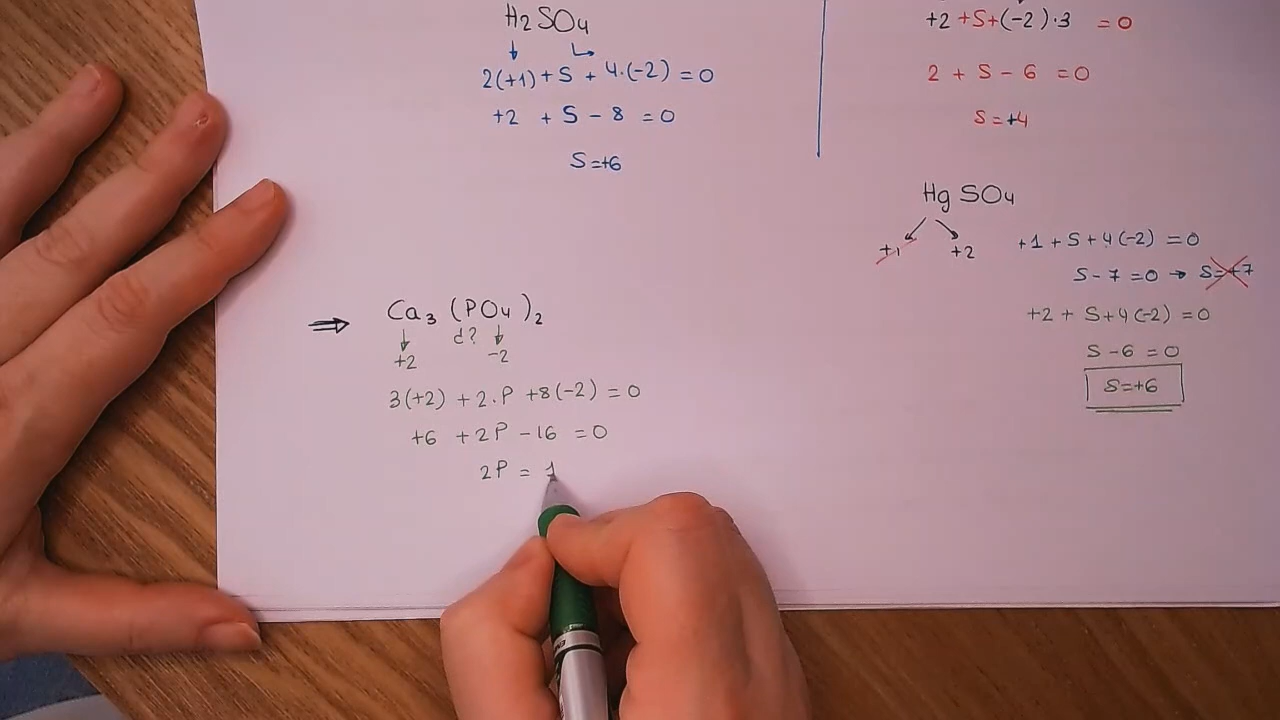 H2SO4
2(+1) + S + 4·(-2) = 0
+2 + S - 8 = 0
S=+6
+2 +S+(-2)·3 = 0
2 + S - 6 = 0
S = +4
Hg SO4
+1 +2
+1 + S + 4(-2) = 0
S - 7 = 0 → S=+7
+2 + S+4(-2) = 0
S - 6 = 0
S=+6
⇒ Ca3 (PO4)2
d?
+2 -2
3(+2) + 2·P +8(-2) = 0
+6 +2P -16 = 0
2P = 1